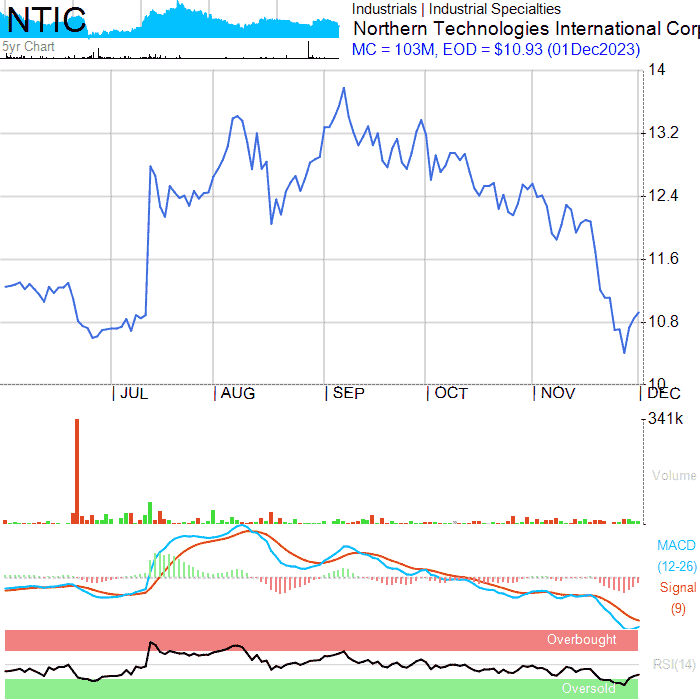 NTIC
5yr Chart
Industrials | Industrial Specialties
Northern Technologies International Corp
MC = 103M, EOD = $10.93 (01Dec2023)
14
13.2
12.4
11.6
10.8
10
JUL
AUG
SEP
OCT
NOV
DEC
341k
Volume
MACD
(12-26)
Signal
(9)
Overbought
RSI(14)
Oversold